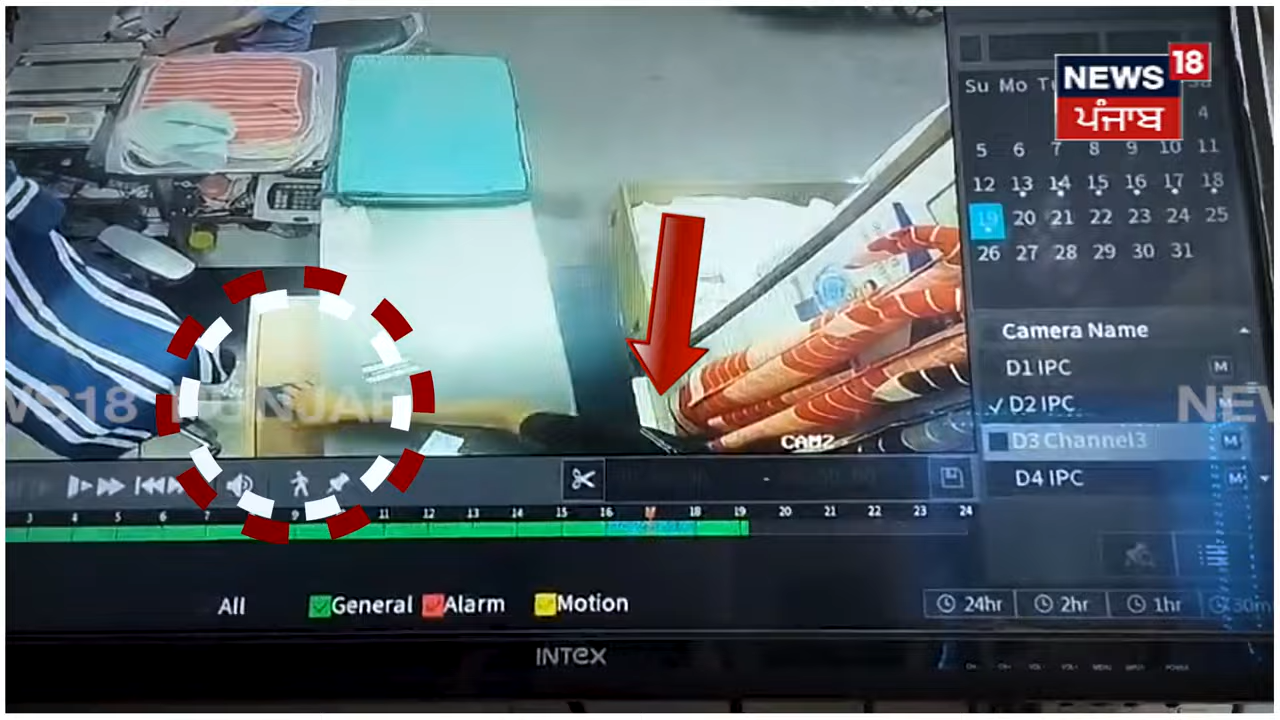 NEWS 18
ਪੰਜਾਬ
Su Mo
4
5 6 7 8 9 10 11
12 13 14 15 16 17 18
19 20 21 22 23 24 25
26 27 28 29 30 31
Camera Name
D1 IPC M
D2 IPC
D3 Channel3 M
D4 IPC M
CAM2
3 4 5 6 7 9 11 12 13 14 15 16 18 19 20 21 22 23 24
All General Alarm Motion
24hr 2hr 1hr 30m
INTEX